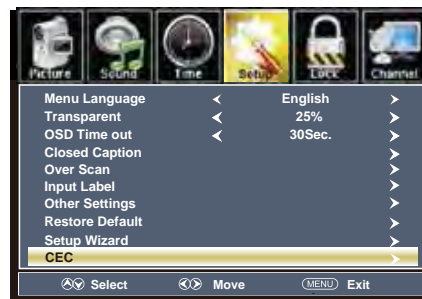 Picture Sound Time Setup Lock Channel
Menu Language English
Transparent 25%
OSD Time out 30Sec.
Closed Caption
Over Scan
Input Label
Other Settings
Restore Default
Setup Wizard
CEC
Select Move MENU Exit